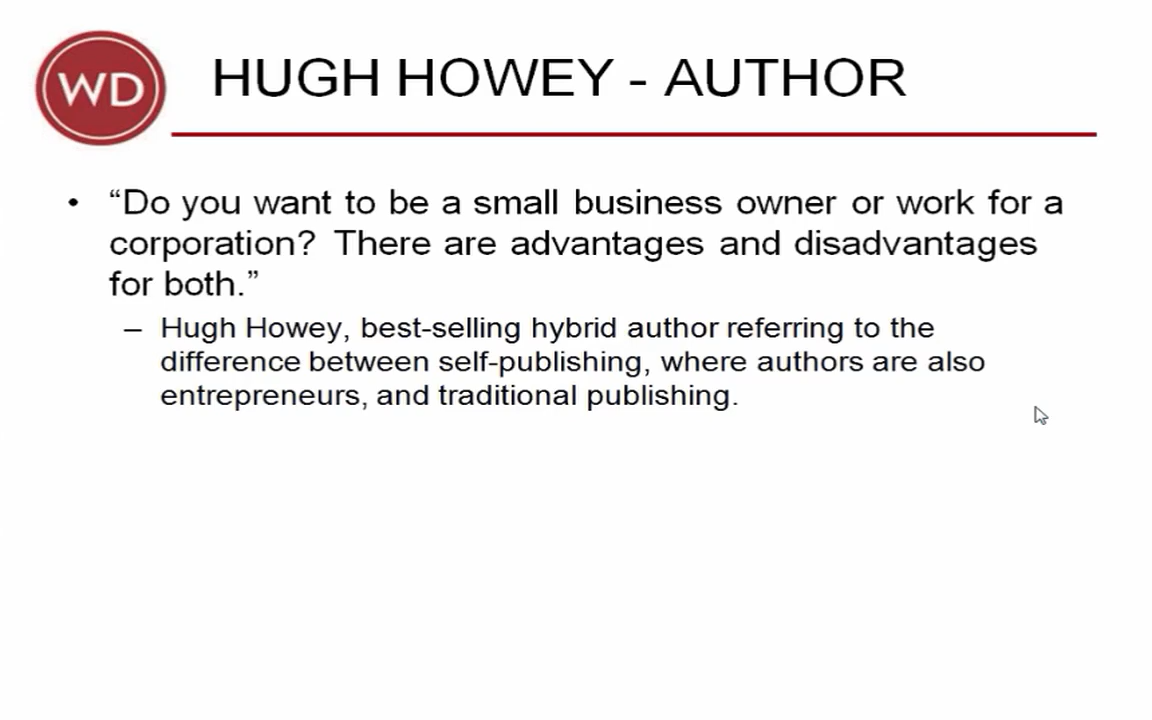 WD
HUGH HOWEY - AUTHOR
• “Do you want to be a small business owner or work for a
corporation? There are advantages and disadvantages
for both.”
– Hugh Howey, best-selling hybrid author referring to the
difference between self-publishing, where authors are also
entrepreneurs, and traditional publishing.